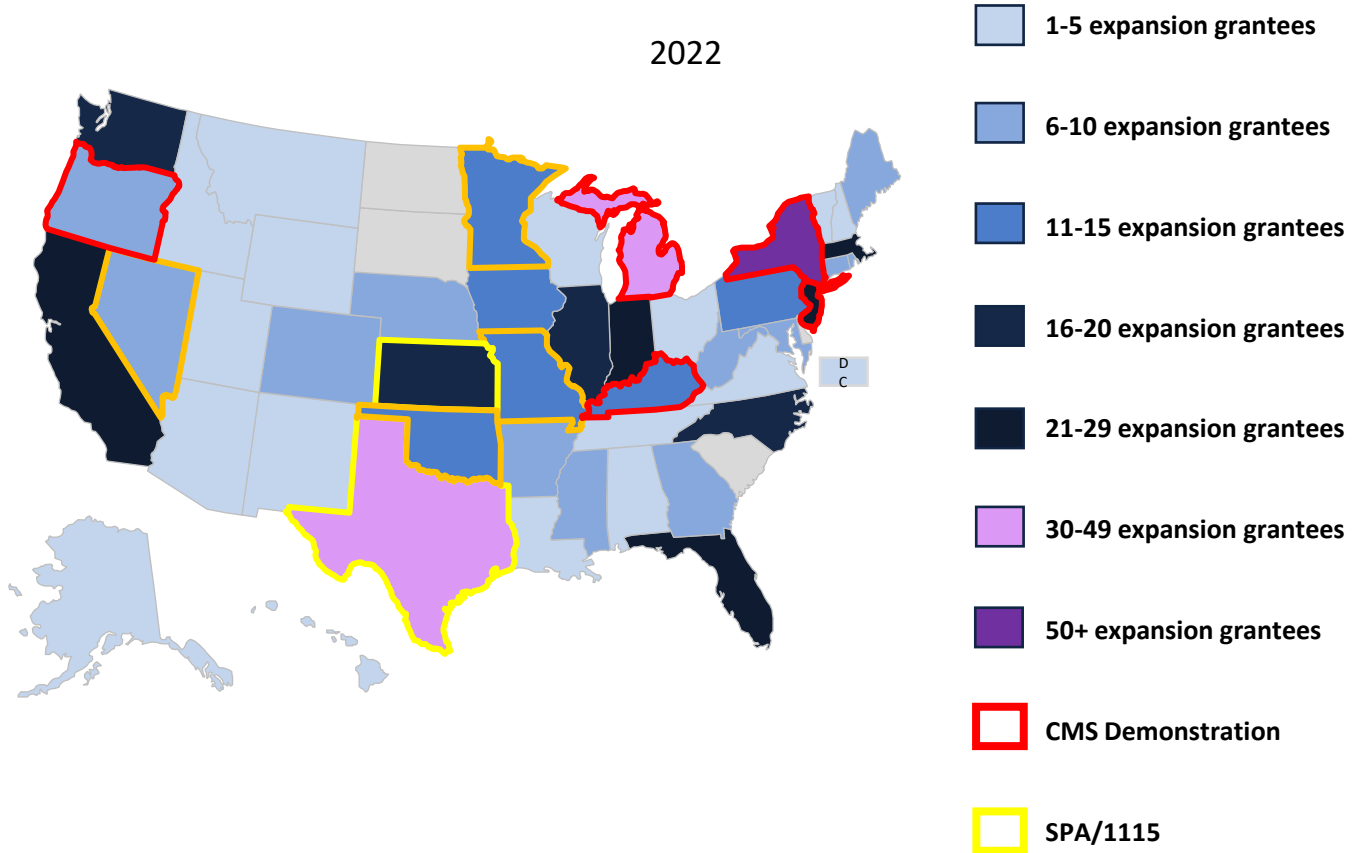 2022
D
C
1-5 expansion grantees
6-10 expansion grantees
11-15 expansion grantees
16-20 expansion grantees
21-29 expansion grantees
30-49 expansion grantees
50+ expansion grantees
CMS Demonstration
SPA/1115